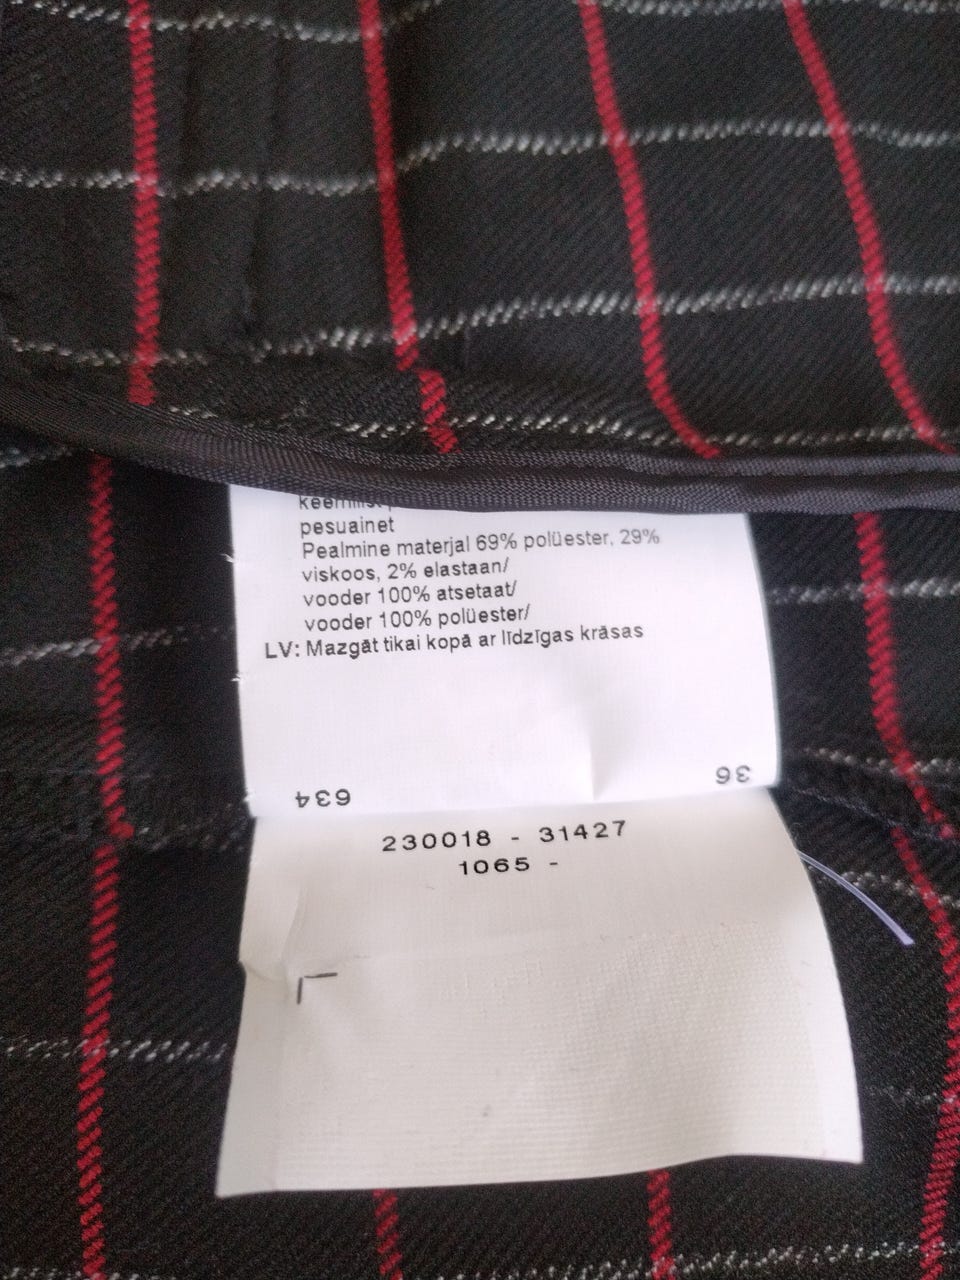 pesuainet
Pealmine materjal 69% polüester, 29%
viskoos, 2% elastaan/
vooder 100% atsetaat/
vooder 100% polüester/
LV: Mazgāt tikai kopā ar līdzīgas krāsas
634
36
230018 - 31427
1065 -